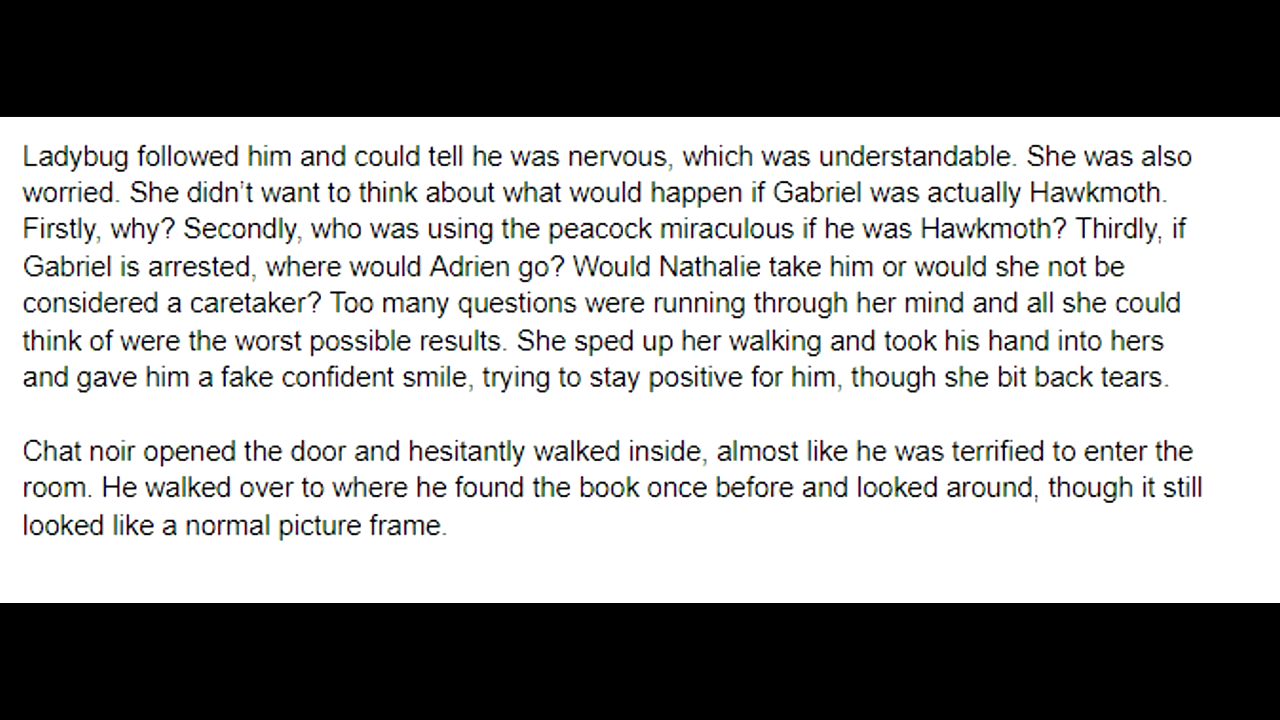 Ladybug followed him and could tell he was nervous, which was understandable. She was also
worried. She didn't want to think about what would happen if Gabriel was actually Hawkmoth.
Firstly, why? Secondly, who was using the peacock miraculous if he was Hawkmoth? Thirdly, if
Gabriel is arrested, where would Adrien go? Would Nathalie take him or would she not be
considered a caretaker? Too many questions were running through her mind and all she could
think of were the worst possible results. She sped up her walking and took his hand into hers
and gave him a fake confident smile, trying to stay positive for him, though she bit back tears.
Chat noir opened the door and hesitantly walked inside, almost like he was terrified to enter the
room. He walked over to where he found the book once before and looked around, though it still
looked like a normal picture frame.